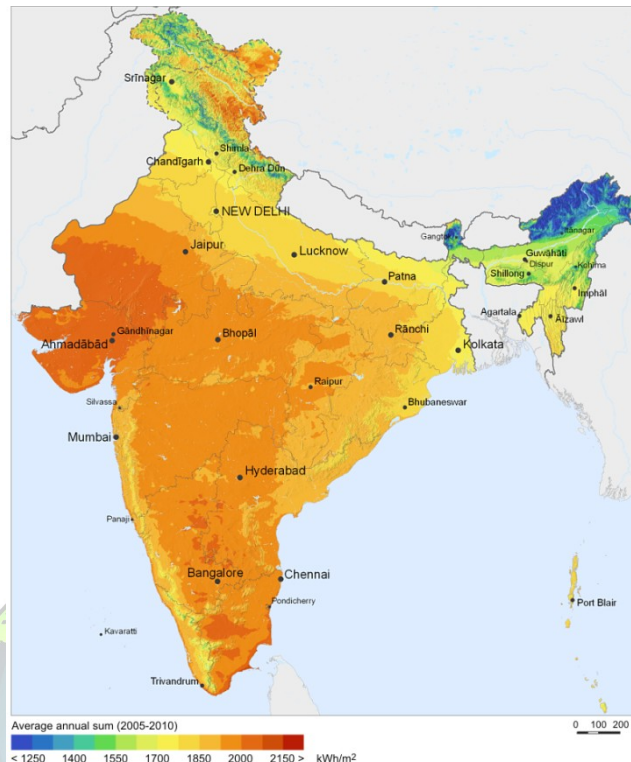 Srīnagar
Shimla
Chandīgarh
Dehra Dūn
NEW DELHI
Jaipur
Lucknow
Gangtok
Itanagar
Guwāhāti
Dispur
Kohima
Shillong
Patna
Imphāl
Agartala
Āīzawl
Gāndhīnagar
Ahmadābād
Bhopāl
Rānchi
Kolkata
Raipur
Silvassa
Bhubaneswar
Mumbai
Hyderabad
Panaji
Bangalore
Chennai
Pondicherry
Port Blair
Kavaratti
Trivandrum
Average annual sum (2005-2010)
0 100 200
< 1250 1400 1550 1700 1850 2000 2150 > kWh/m²